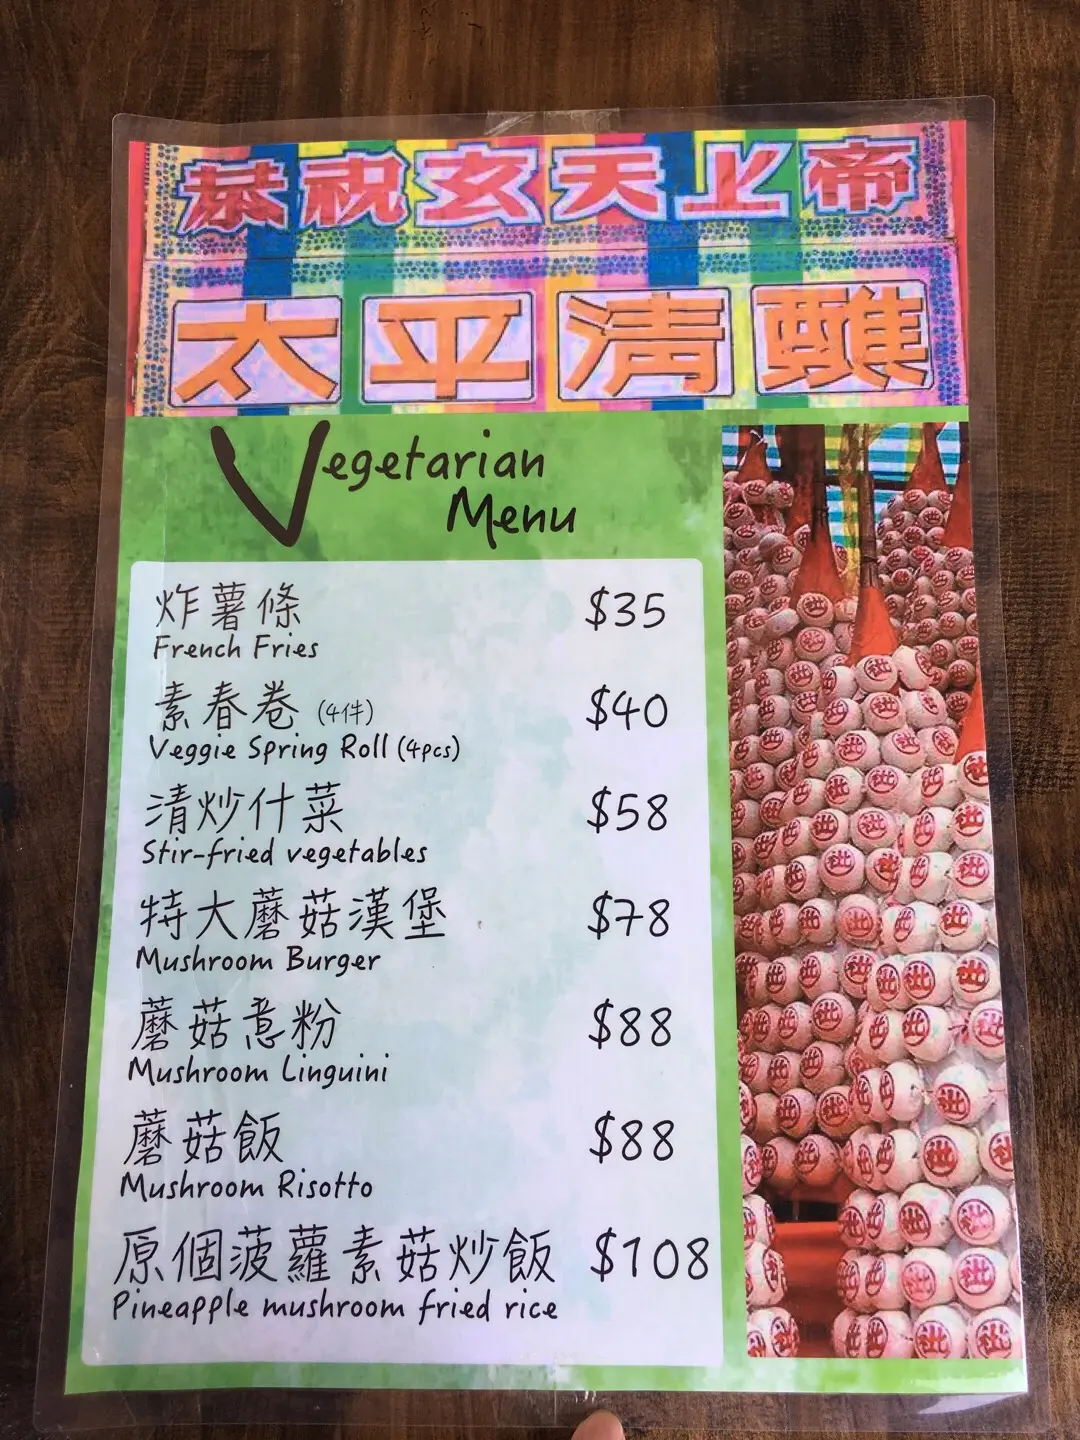 恭祝玄天上帝
太平清醮
Vegetarian
Menu
炸薯條 $35
French Fries
素春卷 (4件) $40
Veggie Spring Roll (4pcs)
清炒什菜 $58
Stir-fried vegetables
特大蘑菇漢堡 $78
Mushroom Burger
蘑菇意粉 $88
Mushroom Linguini
蘑菇飯 $88
Mushroom Risotto
原個菠蘿素菇炒飯 $108
Pineapple mushroom fried rice